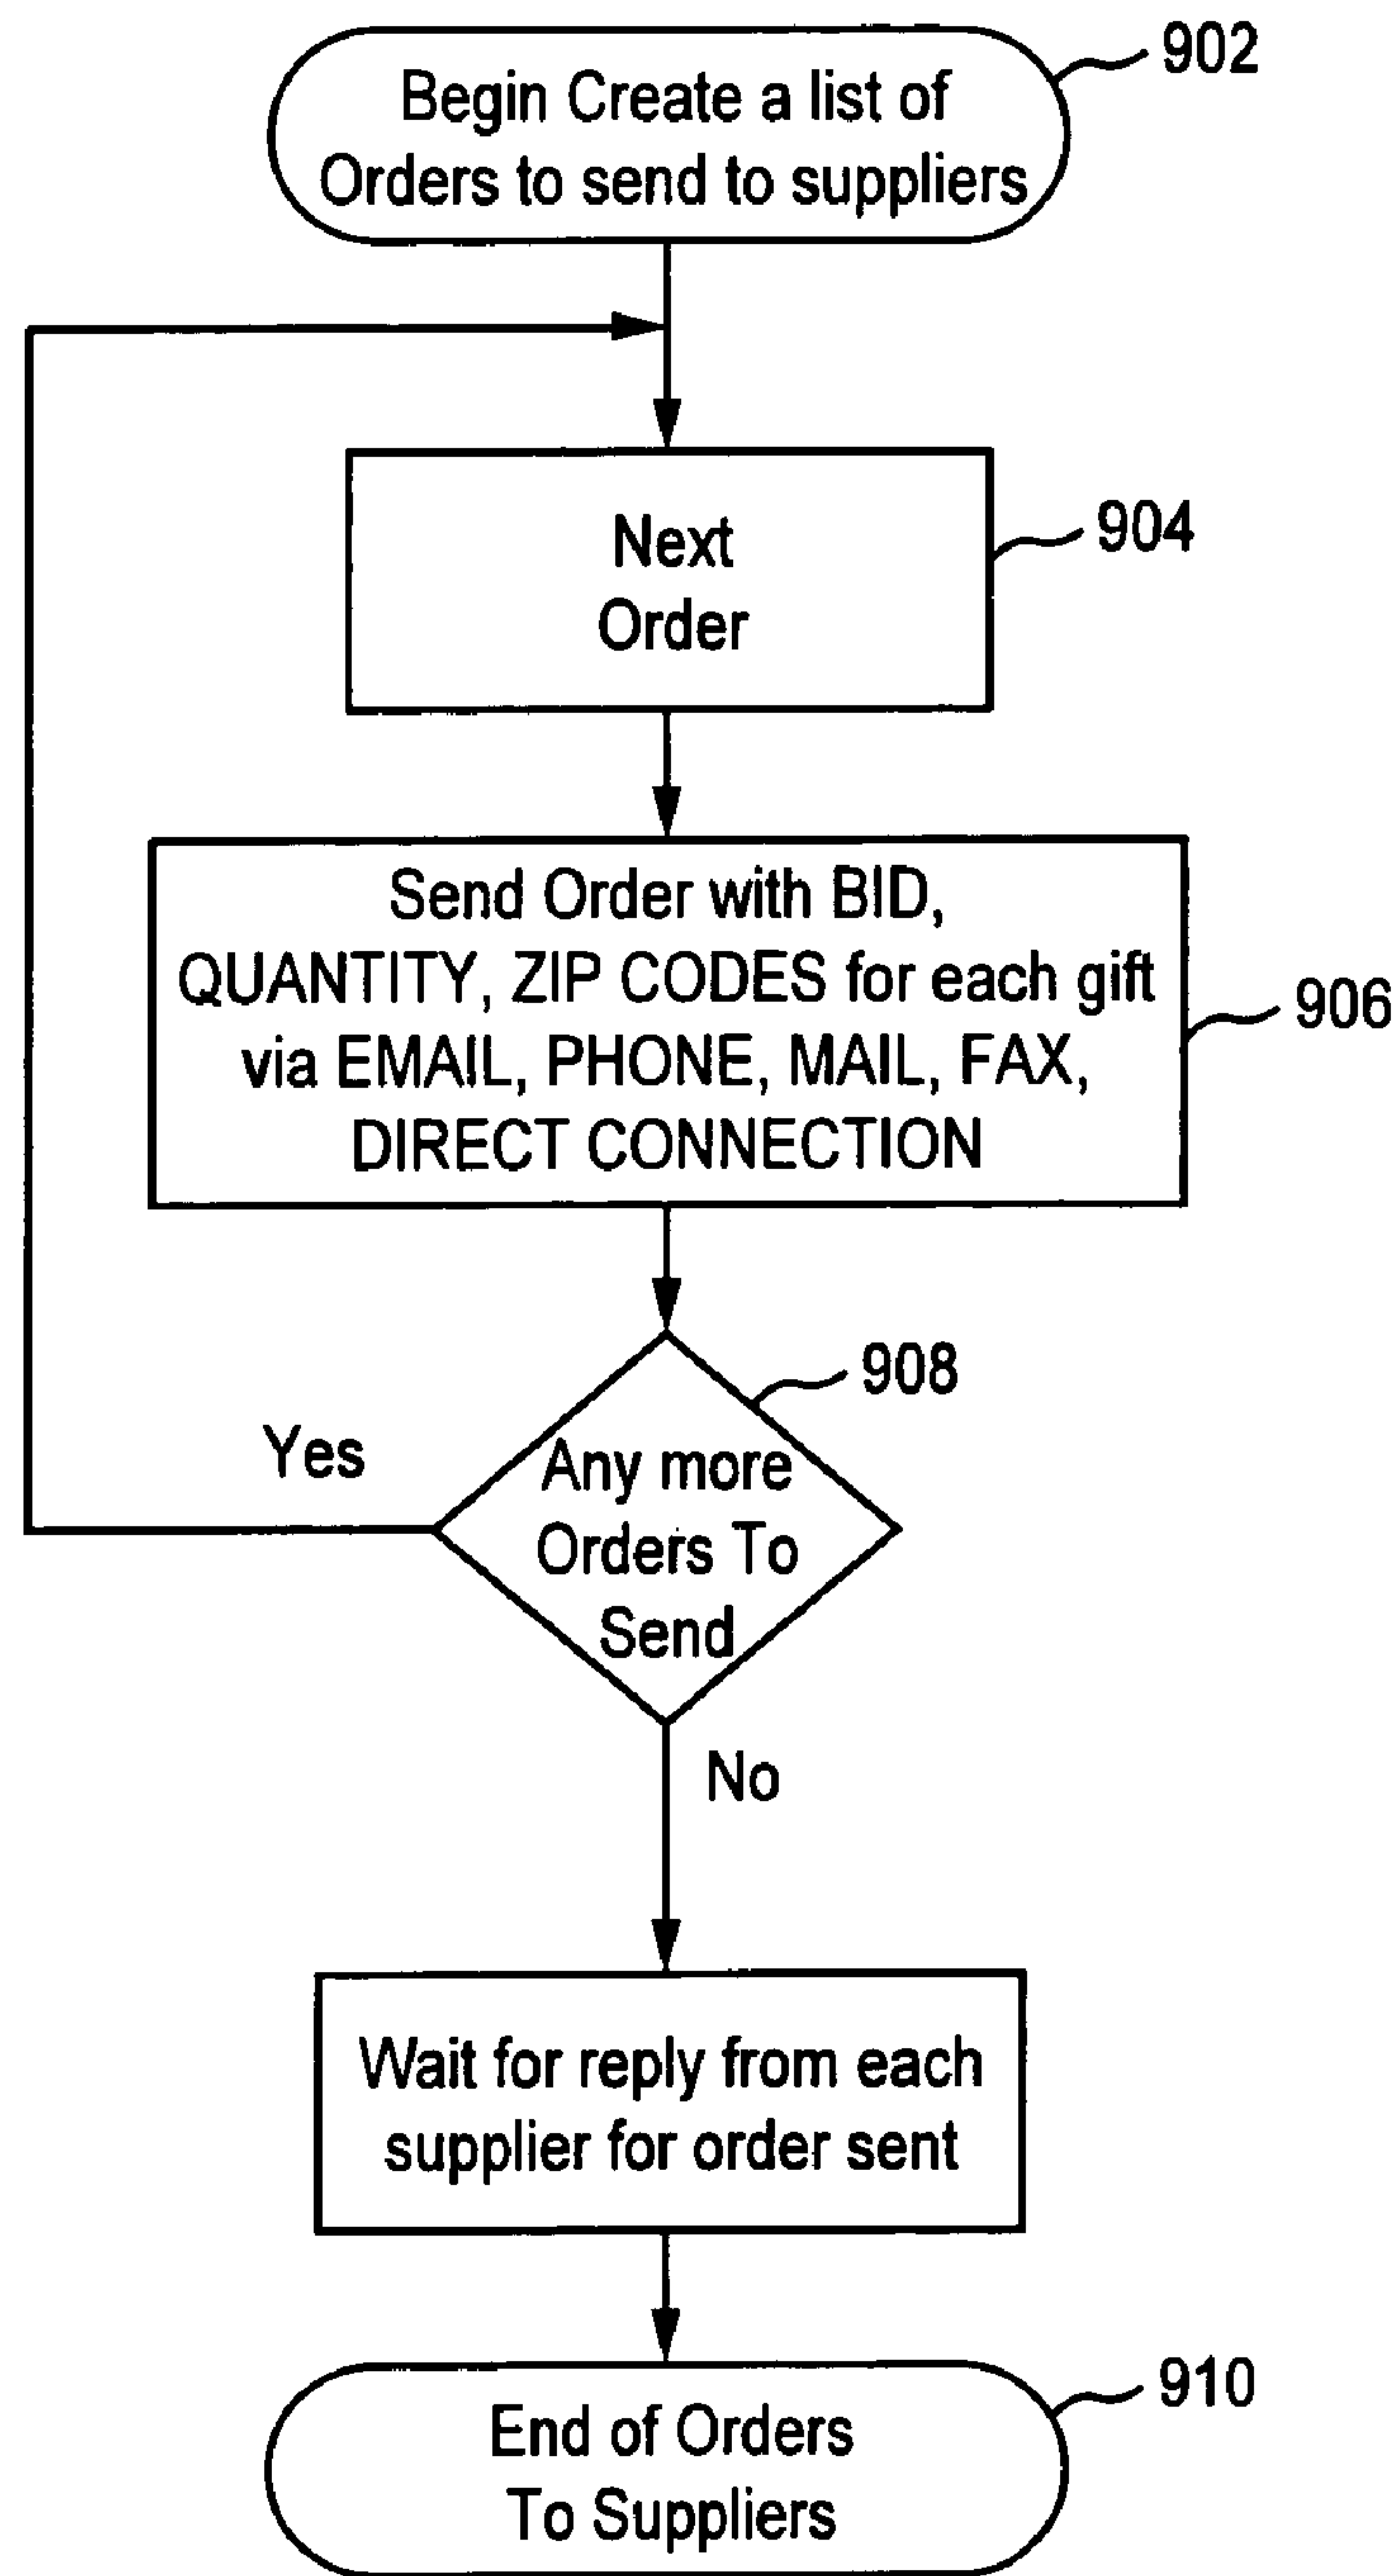 902
Begin Create a list of
Orders to send to suppliers
Next
Order
904
Send Order with BID,
QUANTITY, ZIP CODES for each gift
via EMAIL, PHONE, MAIL, FAX,
DIRECT CONNECTION
906
908
Yes
Any more
Orders To
Send
No
Wait for reply from each
supplier for order sent
910
End of Orders
To Suppliers